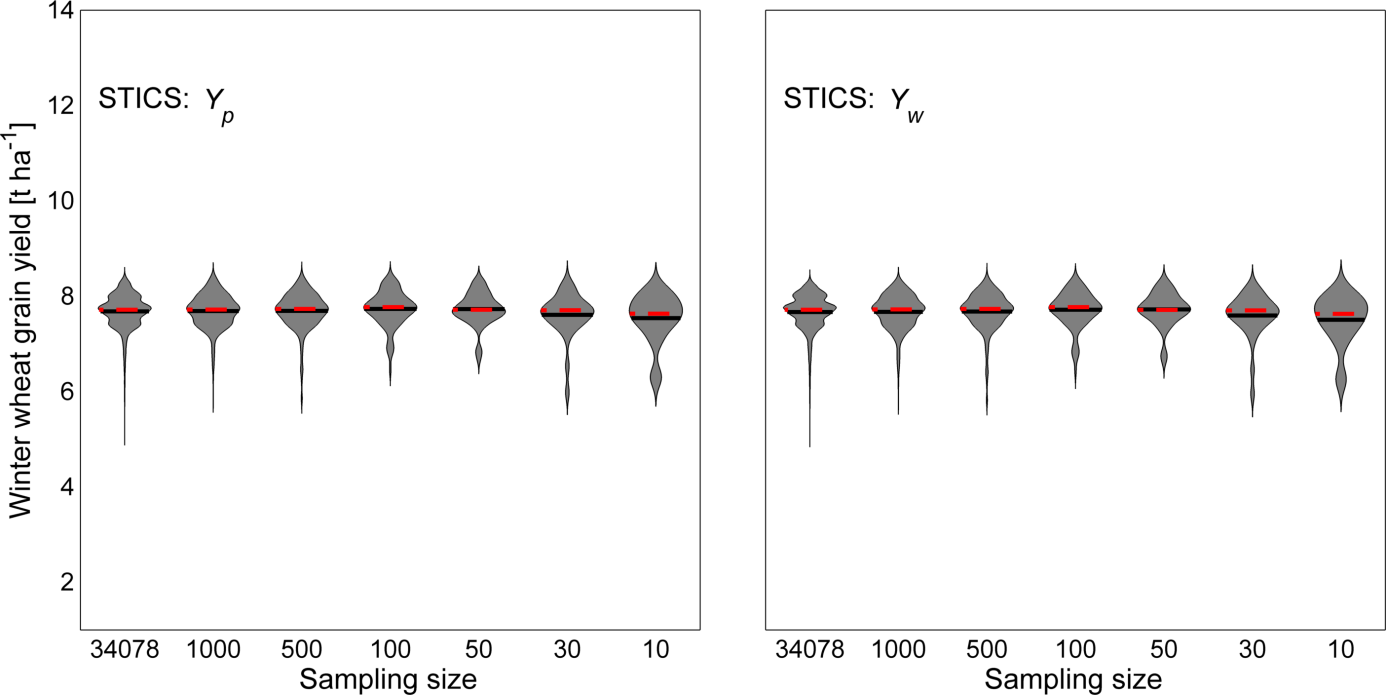 Winter wheat grain yield [t ha⁻¹]
14
12
10
8
6
4
2
STICS: Yₚ
34078 1000 500 100 50 30 10
Sampling size
STICS: Y_w
34078 1000 500 100 50 30 10
Sampling size